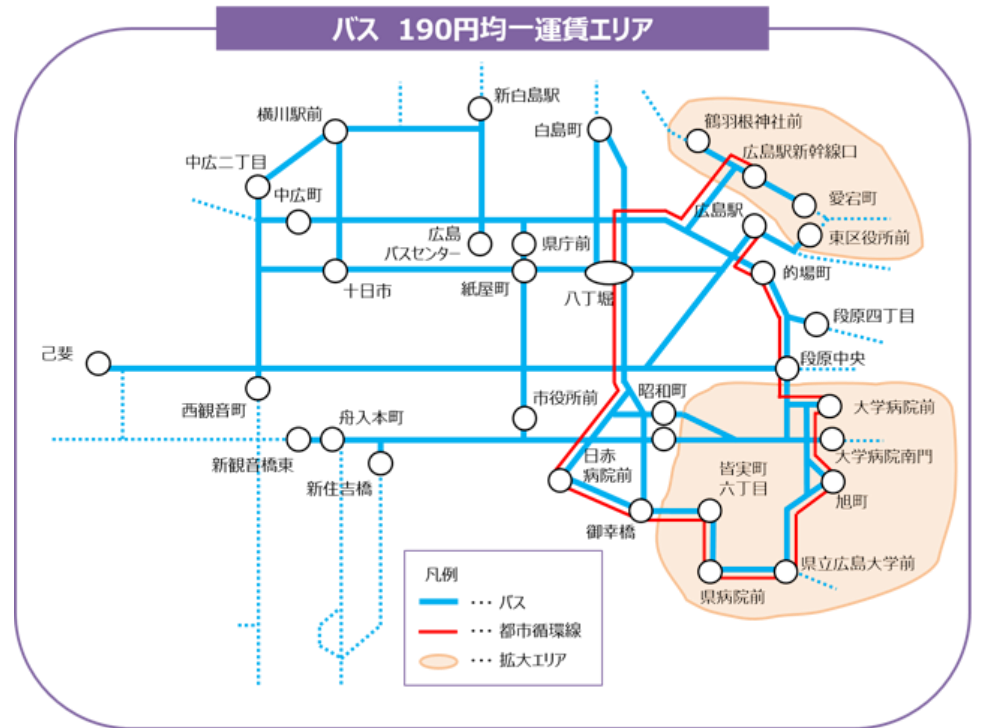 バス 190円均一運賃エリア
新白島駅
横川駅前
白島町
鶴羽根神社前
広島駅新幹線口
中広二丁目
中広町
愛宕町
広島駅
広島
バスセンター
県庁前
東区役所前
十日市
紙屋町
八丁堀
的場町
段原四丁目
己斐
段原中央
西観音町
舟入本町
市役所前
昭和町
大学病院前
新観音橋東
新住吉橋
日赤
病院前
皆実町
六丁目
大学病院南門
旭町
御幸橋
県病院前
県立広島大学前
凡例
･･･ バス
･･･ 都市循環線
･･･ 拡大エリア